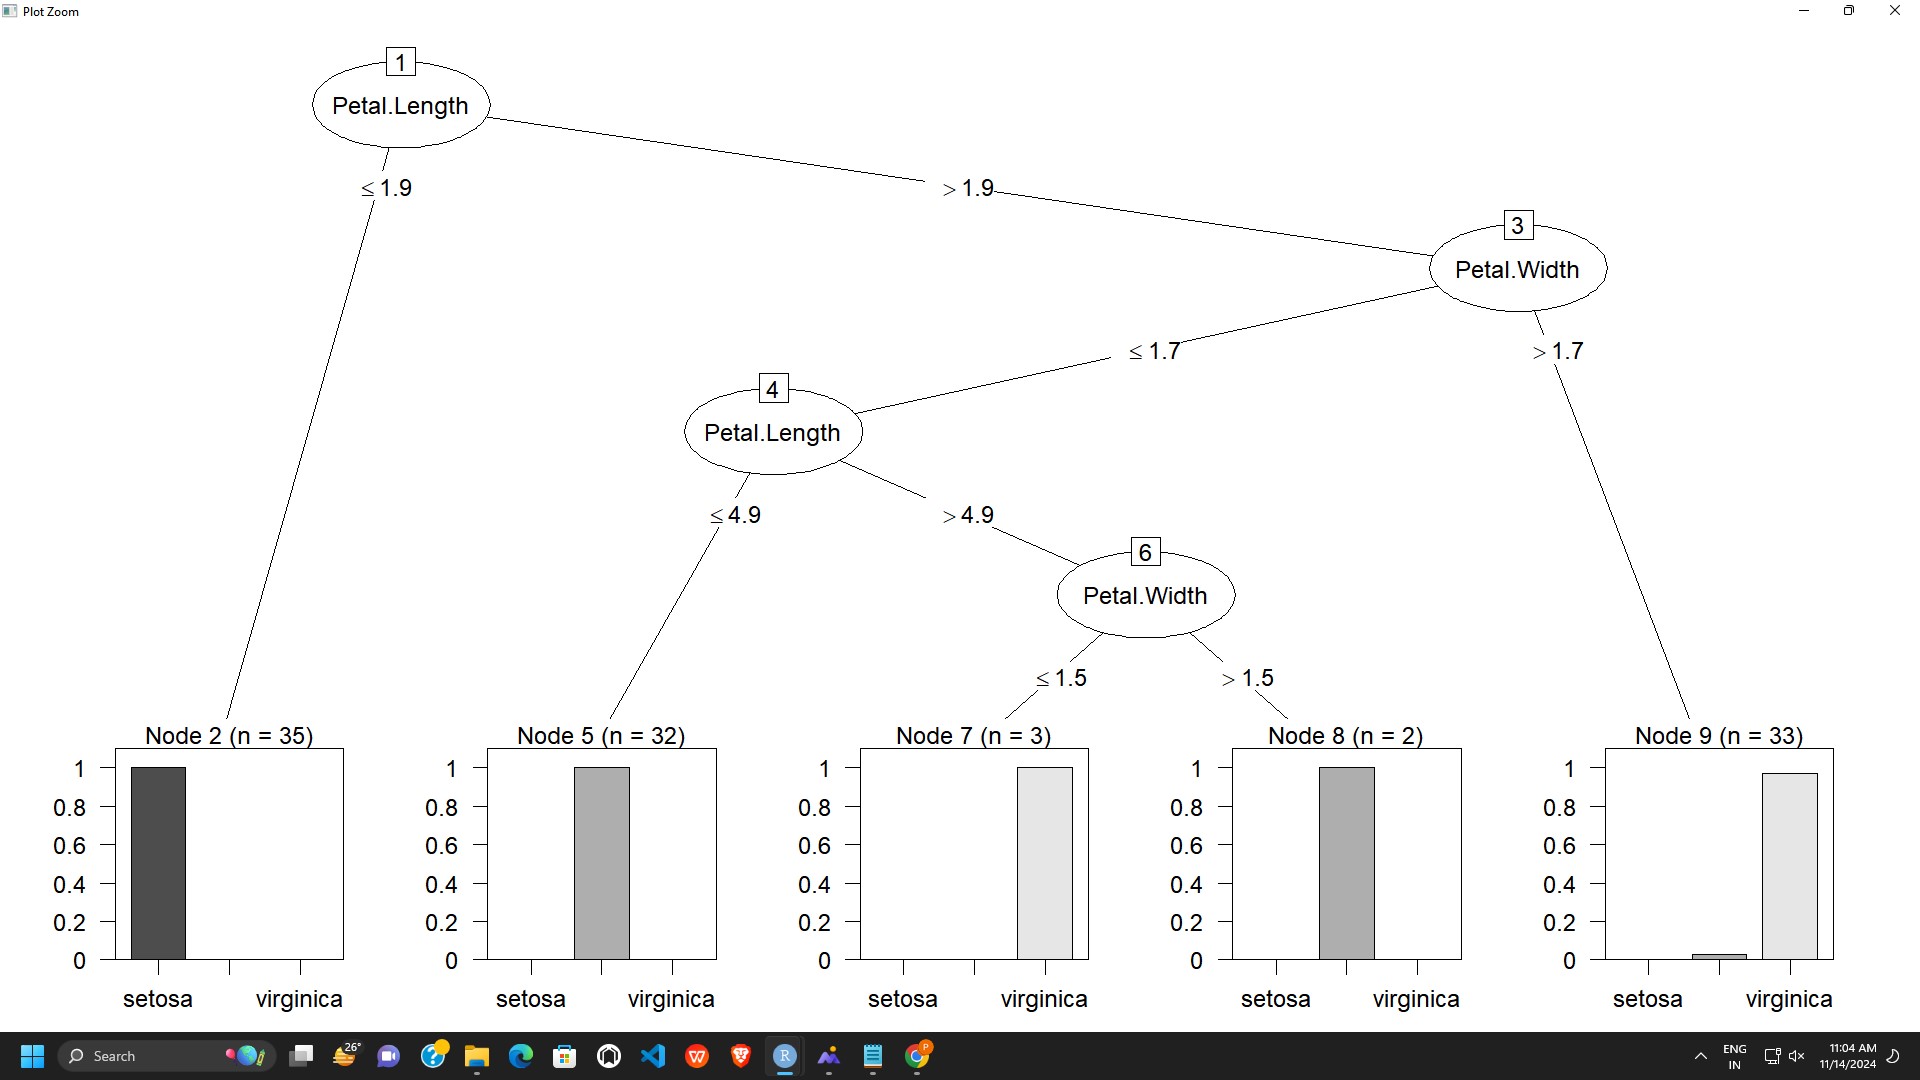 Plot Zoom
1
Petal.Length
≤ 1.9
> 1.9
3
Petal.Width
≤ 1.7
> 1.7
4
Petal.Length
≤ 4.9
> 4.9
6
Petal.Width
≤ 1.5
> 1.5
Node 2 (n = 35)
1
0.8
0.6
0.4
0.2
0
setosa virginica
Node 5 (n = 32)
1
0.8
0.6
0.4
0.2
0
setosa virginica
Node 7 (n = 3)
1
0.8
0.6
0.4
0.2
0
setosa virginica
Node 8 (n = 2)
1
0.8
0.6
0.4
0.2
0
setosa virginica
Node 9 (n = 33)
1
0.8
0.6
0.4
0.2
0
setosa virginica
Search
26°
?
W
R
P
ENG
IN
11:04 AM
11/14/2024